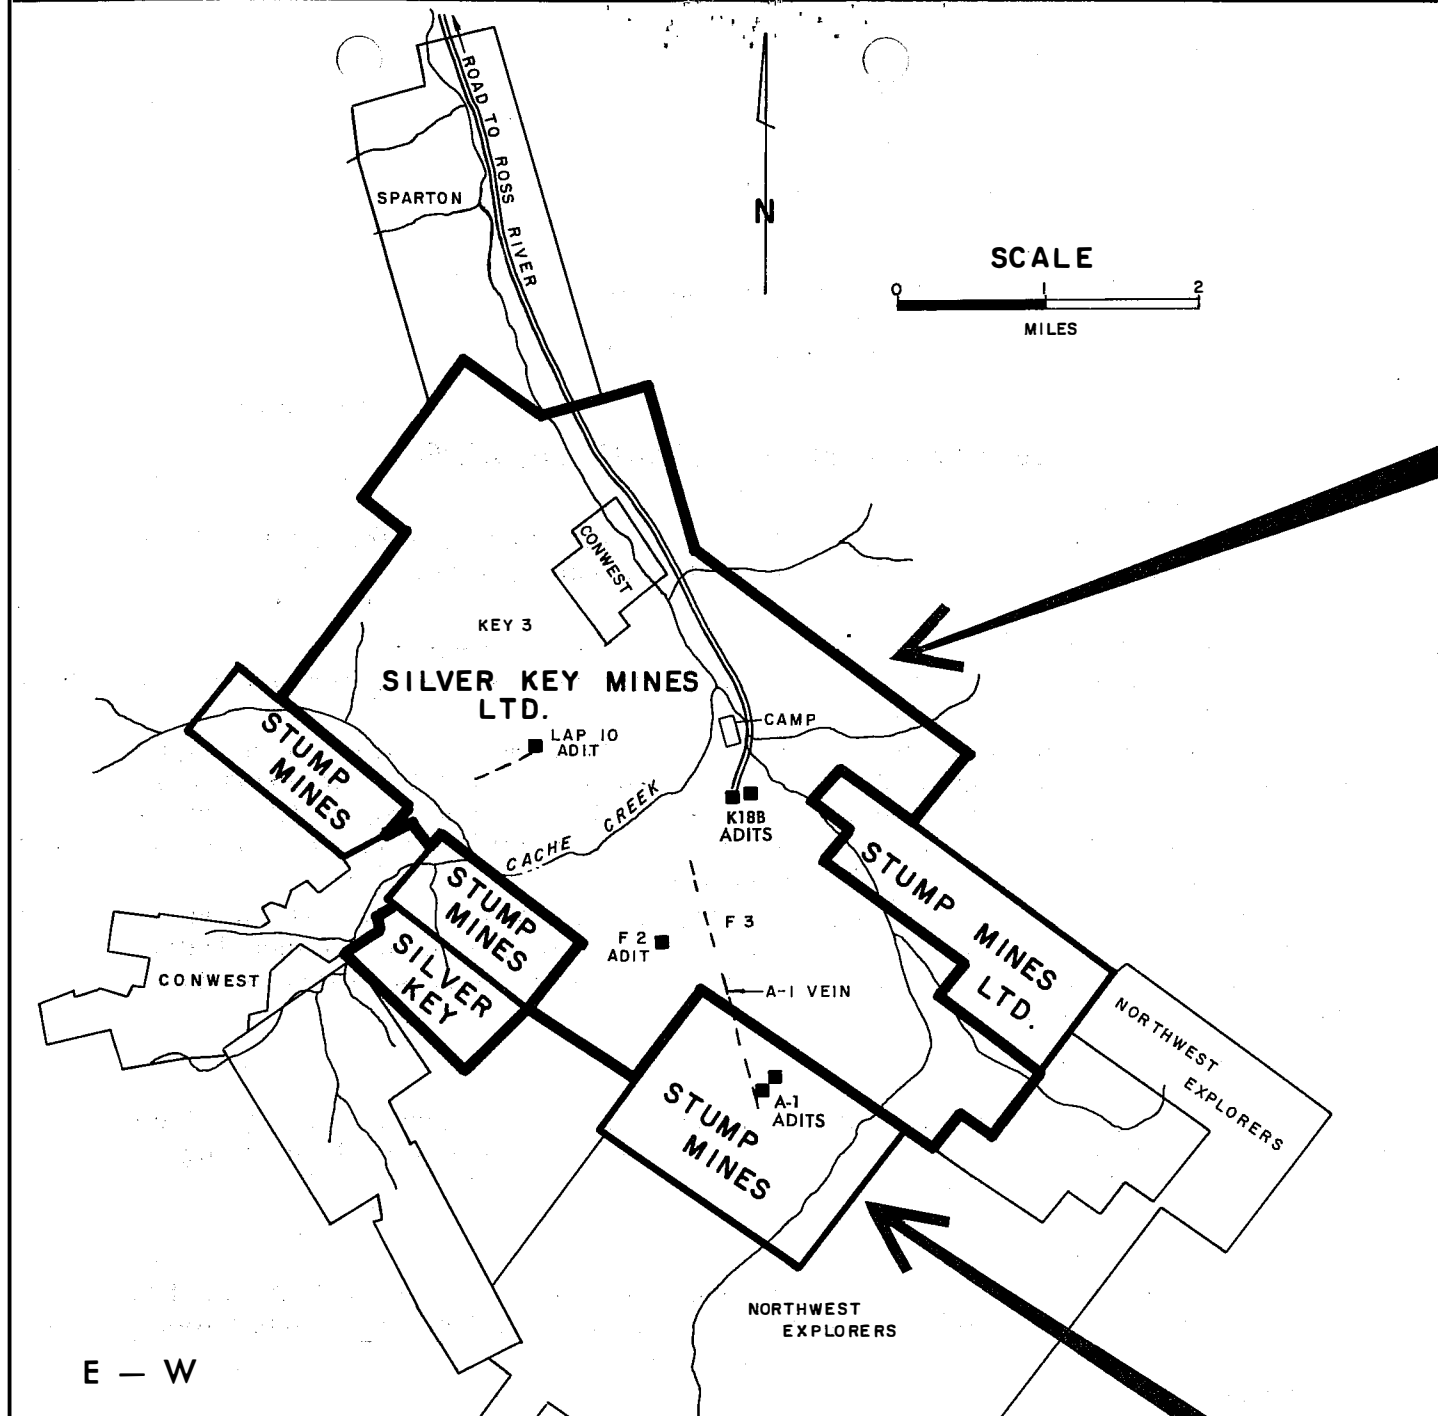 ROAD TO ROSS RIVER
SPARTON
N
SCALE
0 1 2
MILES
CONWEST
KEY 3
SILVER KEY MINES
LTD.
STUMP
MINES
LAP 10
ADIT
CAMP
CACHE CREEK
K18B
ADITS
STUMP MINES
LTD.
STUMP
MINES
F 3
F 2
ADIT
SILVER
KEY
CONWEST
A-1 VEIN
NORTHWEST
EXPLORERS
A-1
ADITS
STUMP
MINES
NORTHWEST
EXPLORERS
E — W